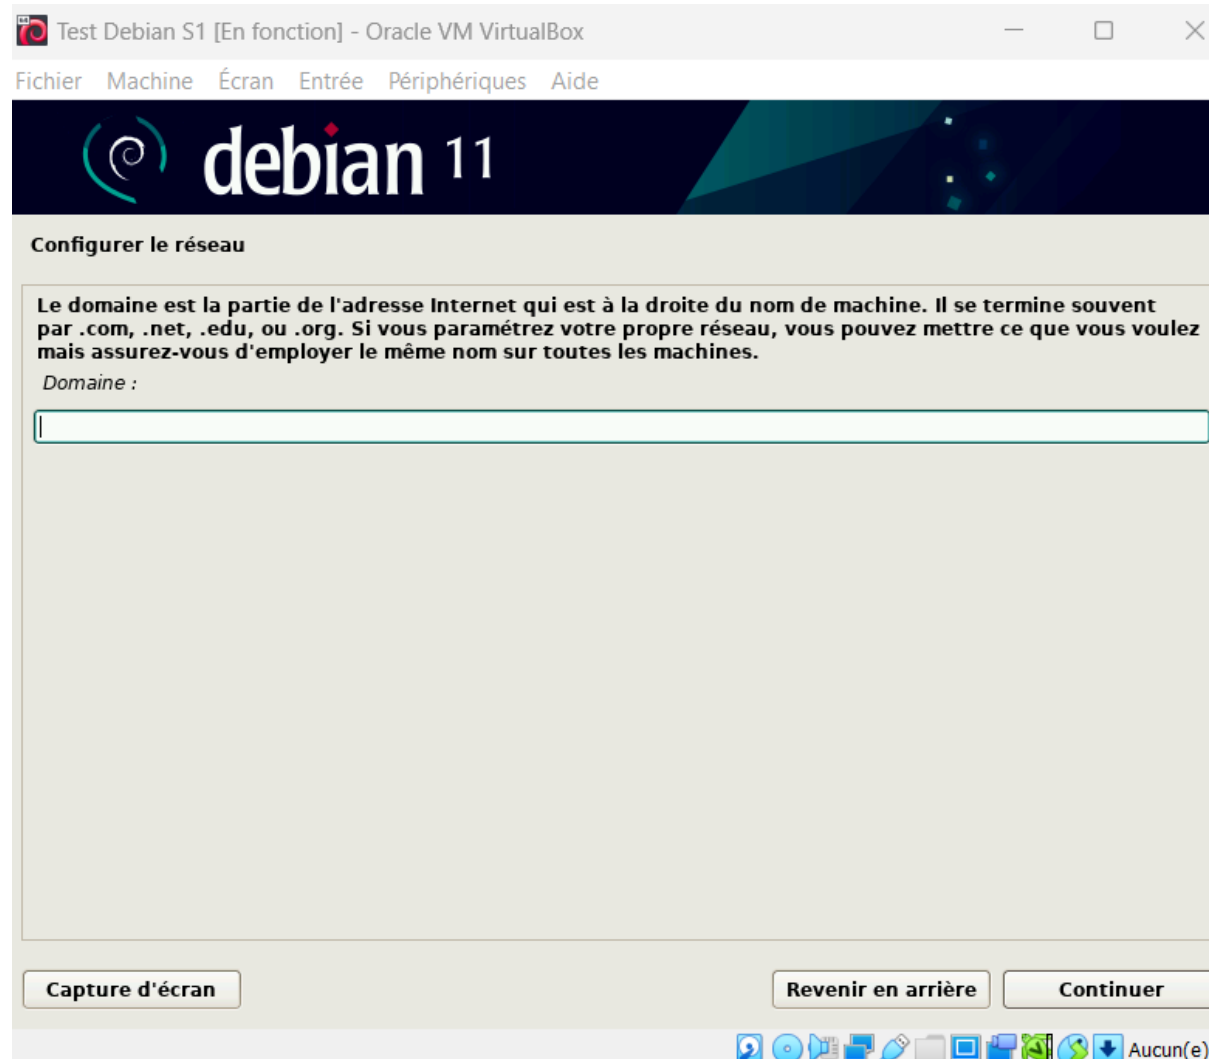 Test Debian S1 [En fonction] - Oracle VM VirtualBox
Fichier Machine Écran Entrée Périphériques Aide
debian 11
Configurer le réseau
Le domaine est la partie de l'adresse Internet qui est à la droite du nom de machine. Il se termine souvent
par .com, .net, .edu, ou .org. Si vous paramétrez votre propre réseau, vous pouvez mettre ce que vous voulez
mais assurez-vous d'employer le même nom sur toutes les machines.
Domaine :
Capture d'écran
Revenir en arrière
Continuer
Aucun(e)